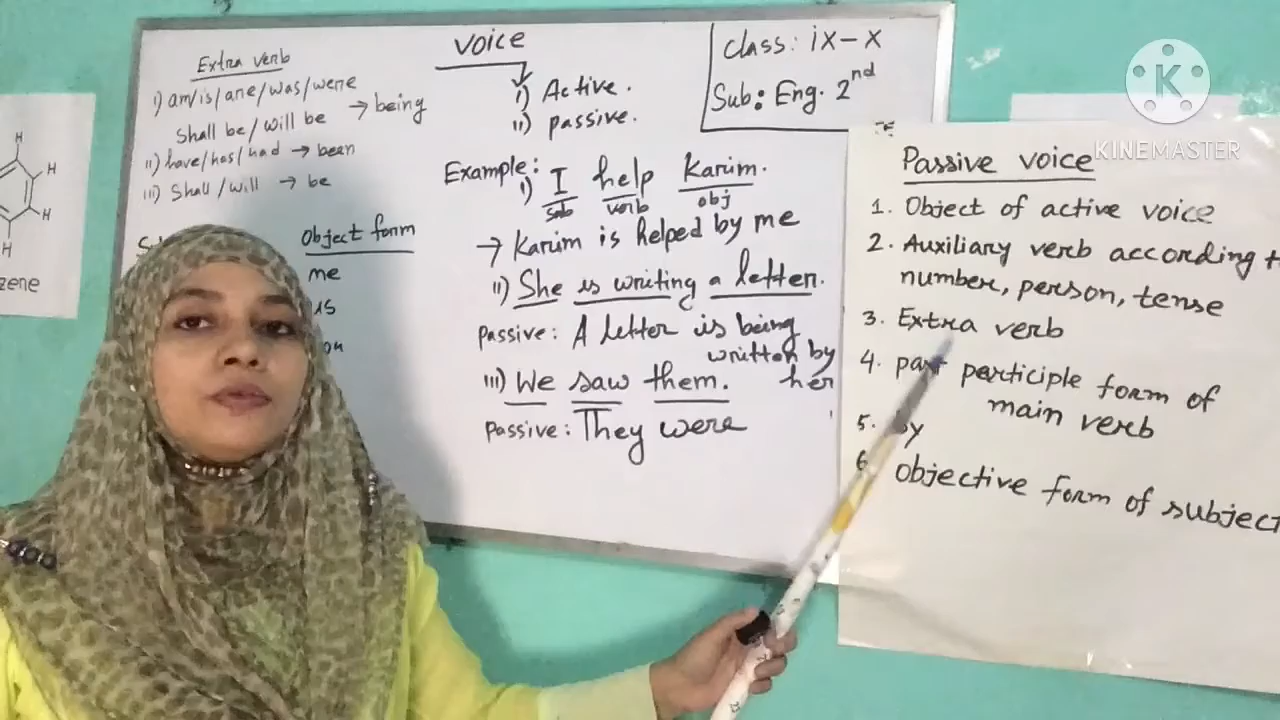 Extra verb
i) am/is/are/was/were
Shall be/will be → being
ii) have/has/had → been
iii) Shall/will → be
Object form
me
us
VOICE
i) Active.
ii) passive.
Class: ix-x
Sub: Eng. 2nd
Example:
i) I help Karim.
sub verb obj
→ Karim is helped by me
ii) She is writing a letter.
Passive: A letter is being
written by
her
iii) We saw them.
Passive: They were
Passive voice
1. Object of active voice
2. Auxiliary verb according
number, person, tense
3. Extra verb
4. past participle form of
main verb
5. by
6. objective form of subject
H
H
H
H
zene
K
KINEMASTER